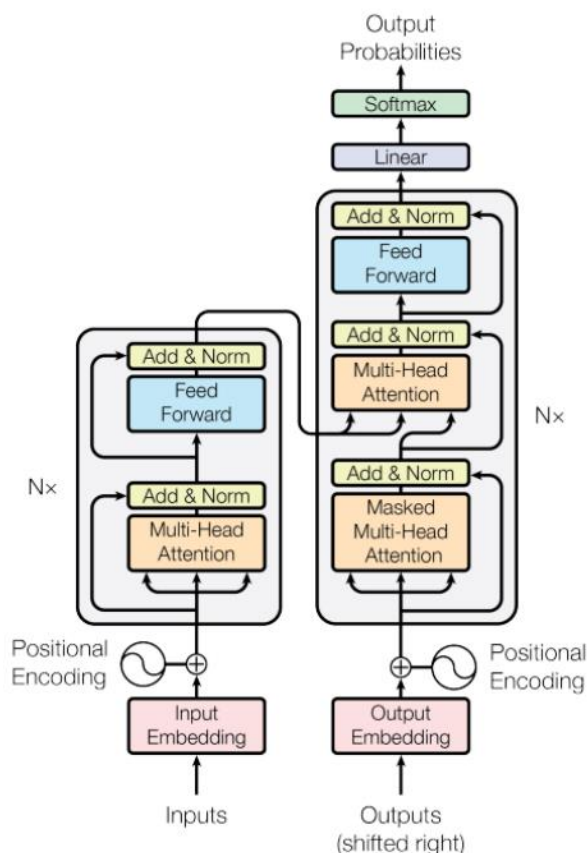 Output
Probabilities
Softmax
Linear
Add & Norm
Feed
Forward
Add & Norm
Multi-Head
Attention
Add & Norm
Masked
Multi-Head
Attention
N×
Positional
Encoding
Output
Embedding
Outputs
(shifted right)
Add & Norm
Feed
Forward
N×
Add & Norm
Multi-Head
Attention
Positional
Encoding
Input
Embedding
Inputs